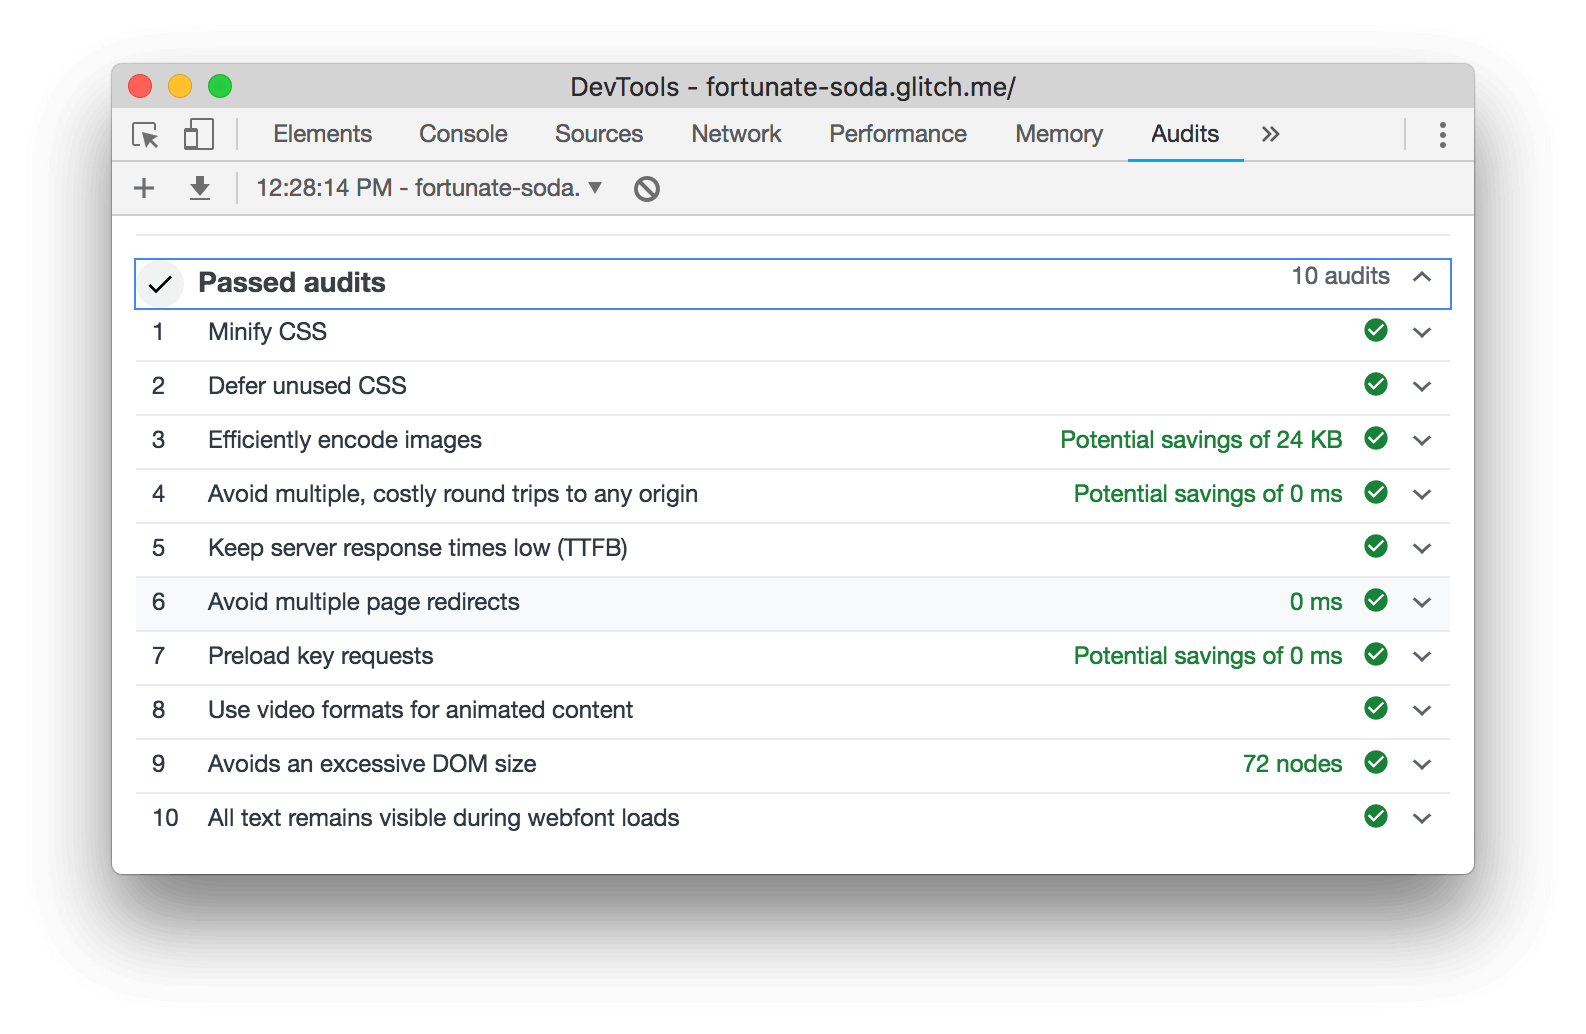 DevTools - fortunate-soda.glitch.me/
Elements Console Sources Network Performance Memory Audits »
12:28:14 PM - fortunate-soda. ▼
Passed audits 10 audits
1 Minify CSS
2 Defer unused CSS
3 Efficiently encode images Potential savings of 24 KB
4 Avoid multiple, costly round trips to any origin Potential savings of 0 ms
5 Keep server response times low (TTFB)
6 Avoid multiple page redirects 0 ms
7 Preload key requests Potential savings of 0 ms
8 Use video formats for animated content
9 Avoids an excessive DOM size 72 nodes
10 All text remains visible during webfont loads